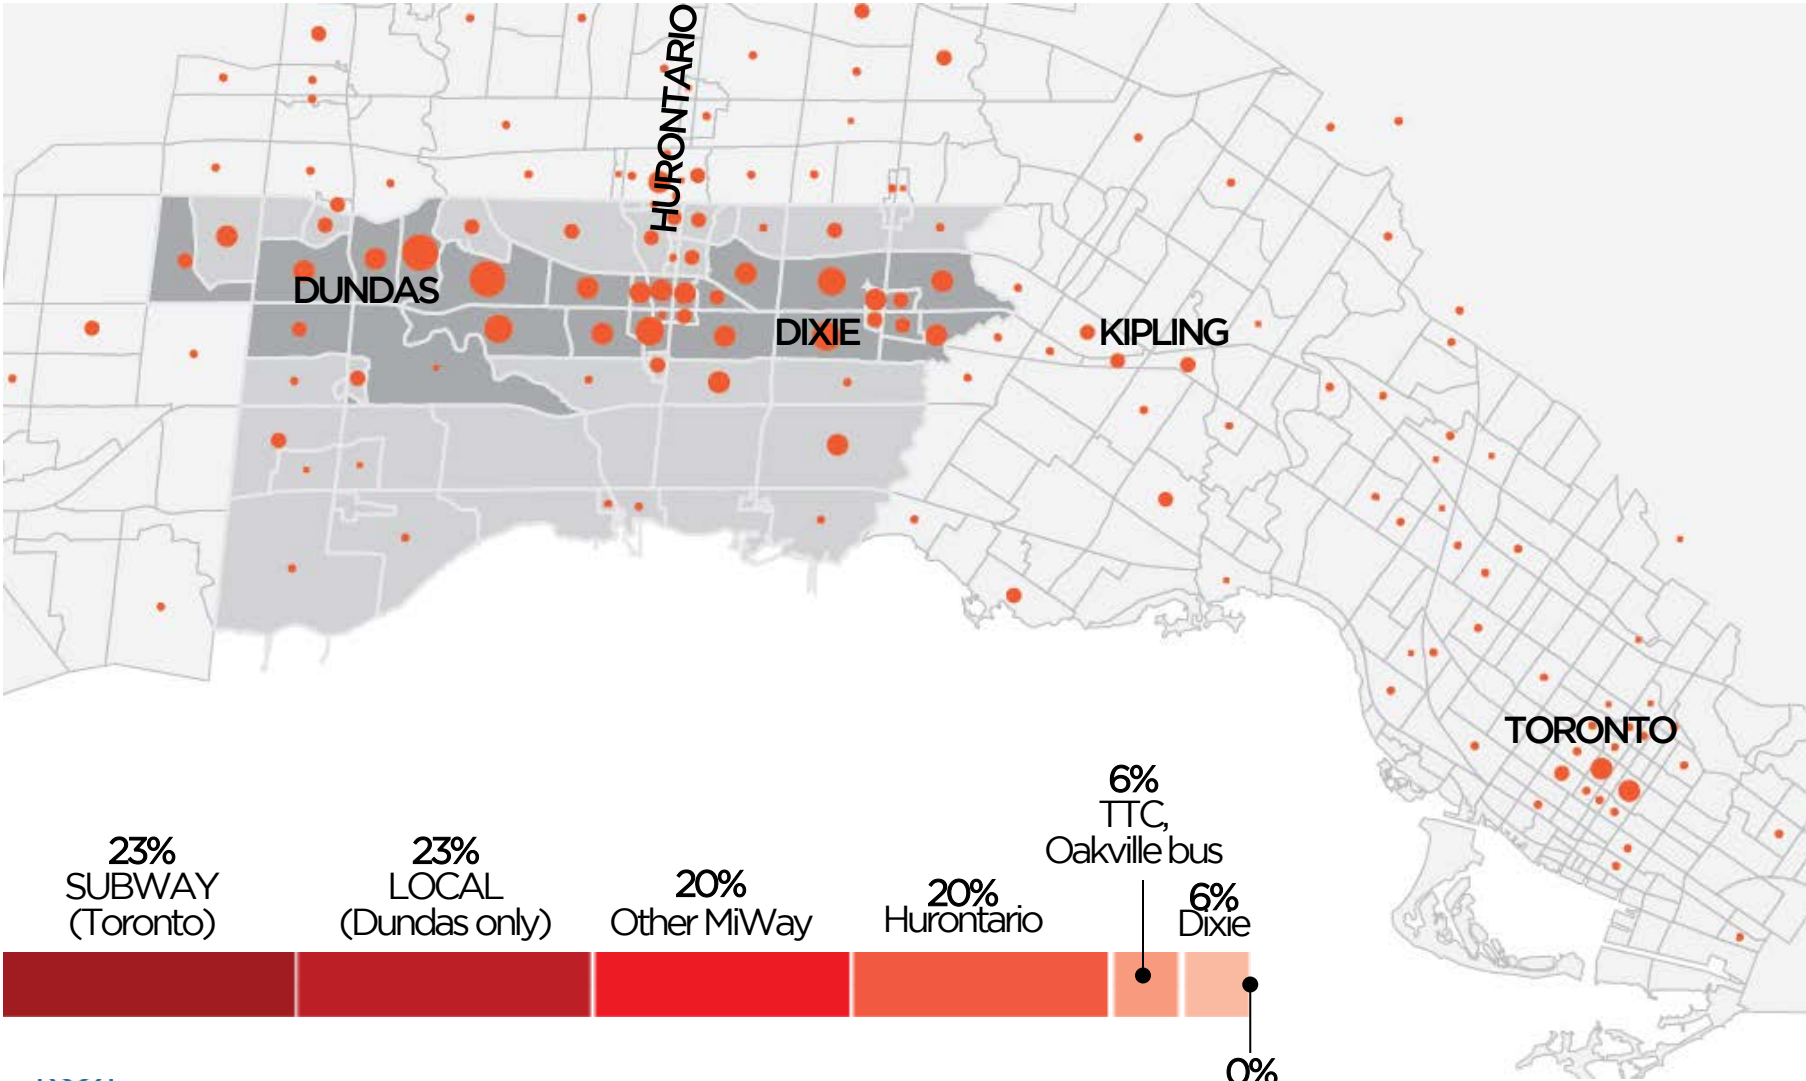 HURONTARIO
DUNDAS
DIXIE
KIPLING
TORONTO
23%
SUBWAY
(Toronto)
23%
LOCAL
(Dundas only)
20%
Other MiWay
20%
Hurontario
6%
TTC,
Oakville bus
6%
Dixie
0%